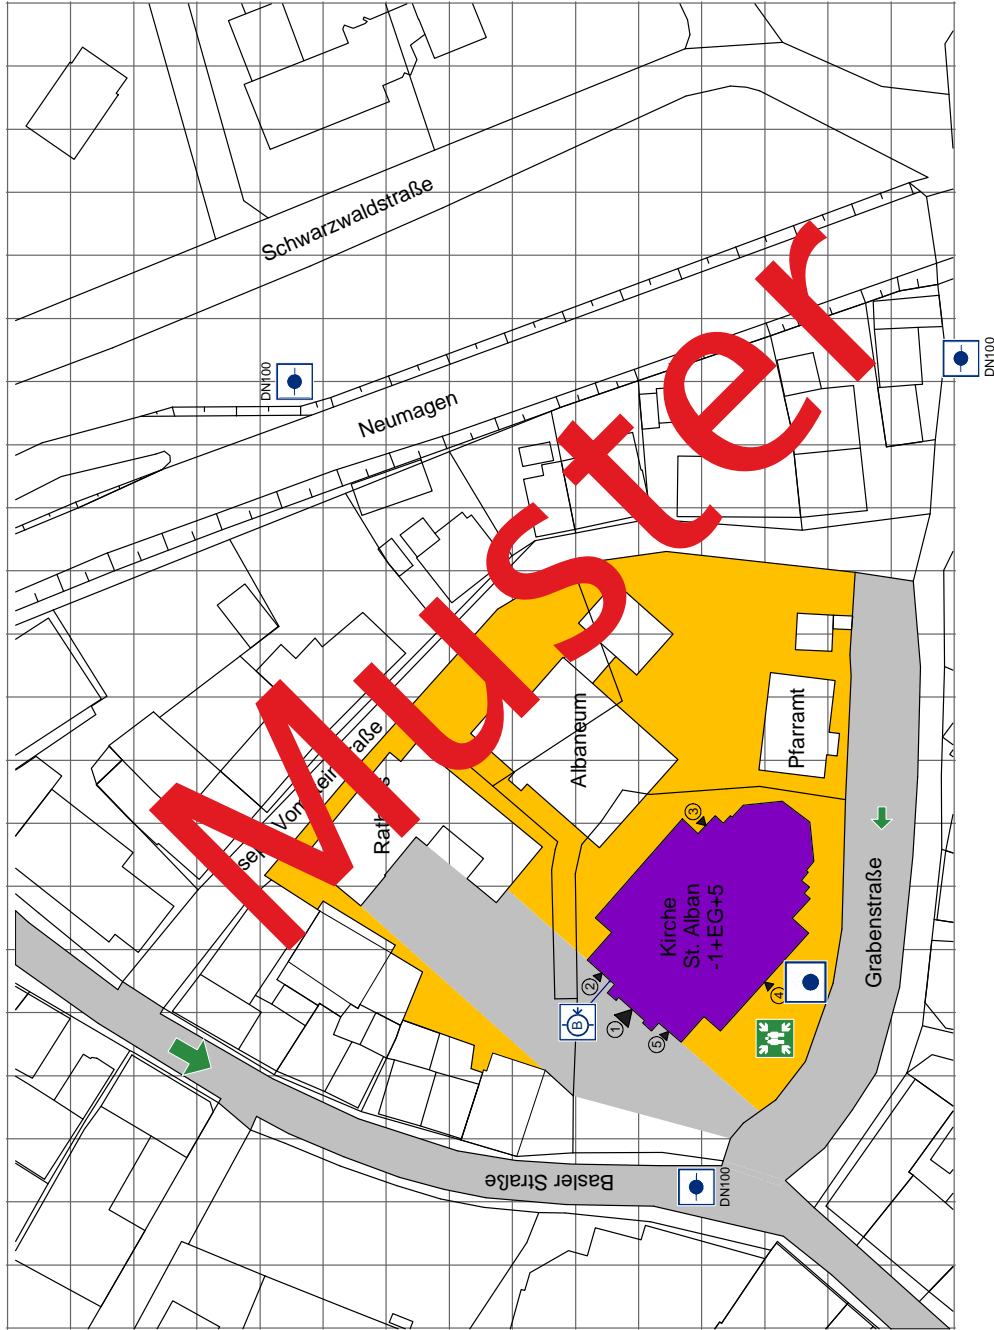 Schwarzwaldstraße
DN100
DN100
Neumagen
Muster
Albaneum
Pfarramt
3
Kirche
St. Alban
-1+EG+5
Grabenstraße
2
B
1
4
5
Basler Straße
DN100